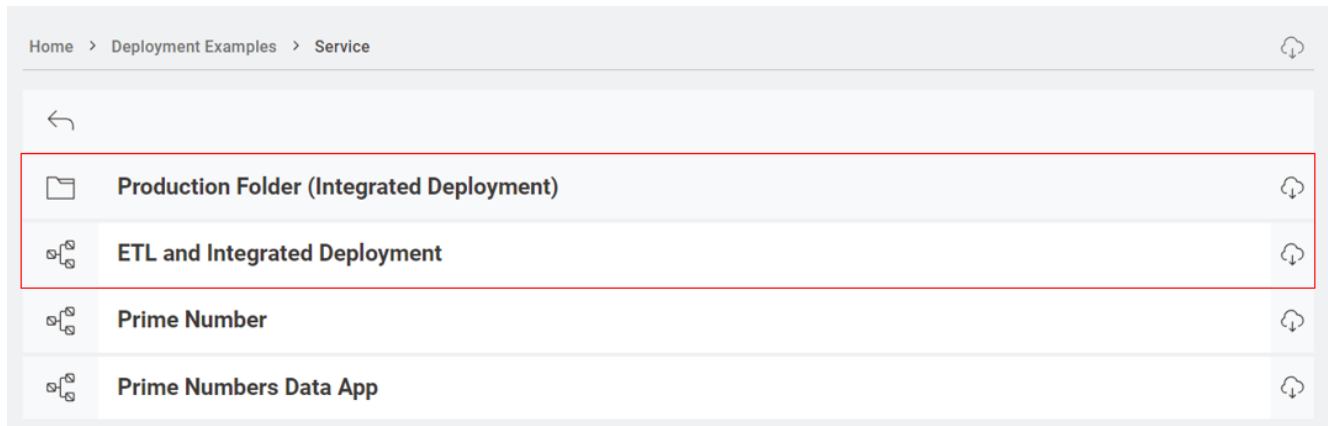 Home > Deployment Examples > Service
Production Folder (Integrated Deployment)
ETL and Integrated Deployment
Prime Number
Prime Numbers Data App